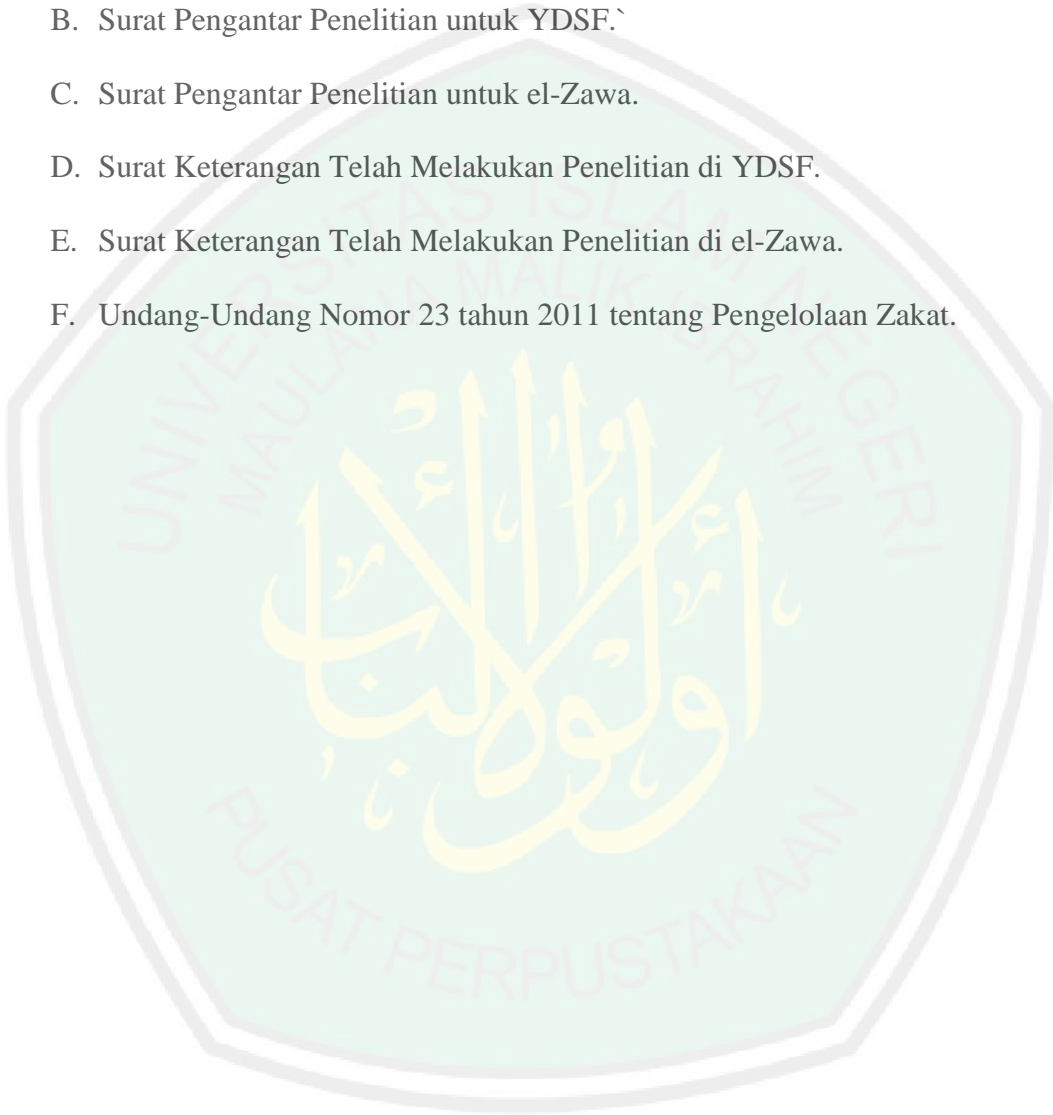 B. Surat Pengantar Penelitian untuk YDSF.`
C. Surat Pengantar Penelitian untuk el-Zawa.
D. Surat Keterangan Telah Melakukan Penelitian di YDSF.
E. Surat Keterangan Telah Melakukan Penelitian di el-Zawa.
F. Undang-Undang Nomor 23 tahun 2011 tentang Pengelolaan Zakat.
UNIVERSITAS ISLAM NEGERI
MAULANA MALIK IBRAHIM
أولوا الألباب
PUSAT PERPUSTAKAAN